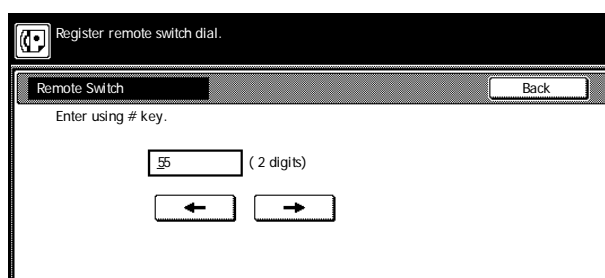 Register remote switch dial.
Remote Switch
Back
Enter using # key.
55 ( 2 digits)